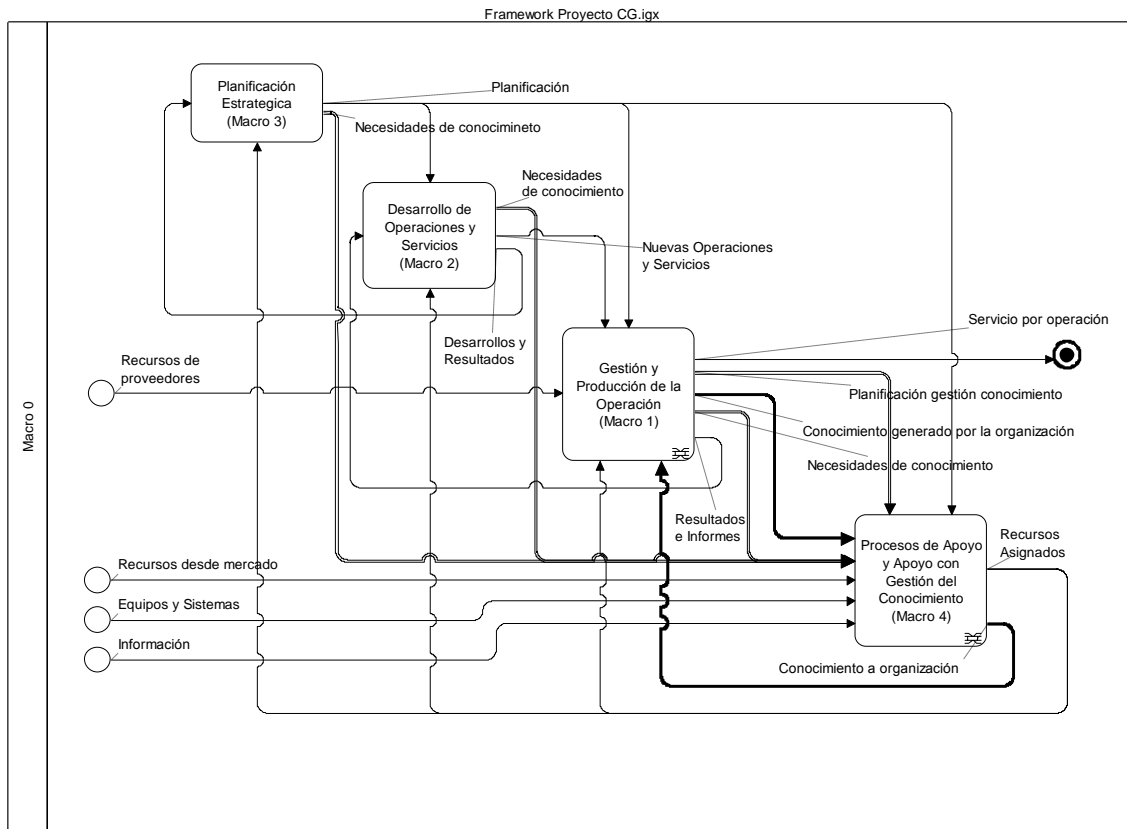 Framework Proyecto CG.igx
Macro 0
Planificación
Estrategica
(Macro 3)
Planificación
Necesidades de conocimineto
Necesidades
de conocimiento
Desarrollo de
Operaciones y
Servicios
(Macro 2)
Nuevas Operaciones
y Servicios
Desarrollos y
Resultados
Servicio por operación
Recursos de
proveedores
Gestión y
Producción de la
Operación
(Macro 1)
Planificación gestión conocimiento
Conocimiento generado por la organización
Necesidades de conocimiento
Resultados
e Informes
Recursos
Asignados
Procesos de Apoyo
y Apoyo con
Gestión del
Conocimiento
(Macro 4)
Recursos desde mercado
Equipos y Sistemas
Información
Conocimiento a organización